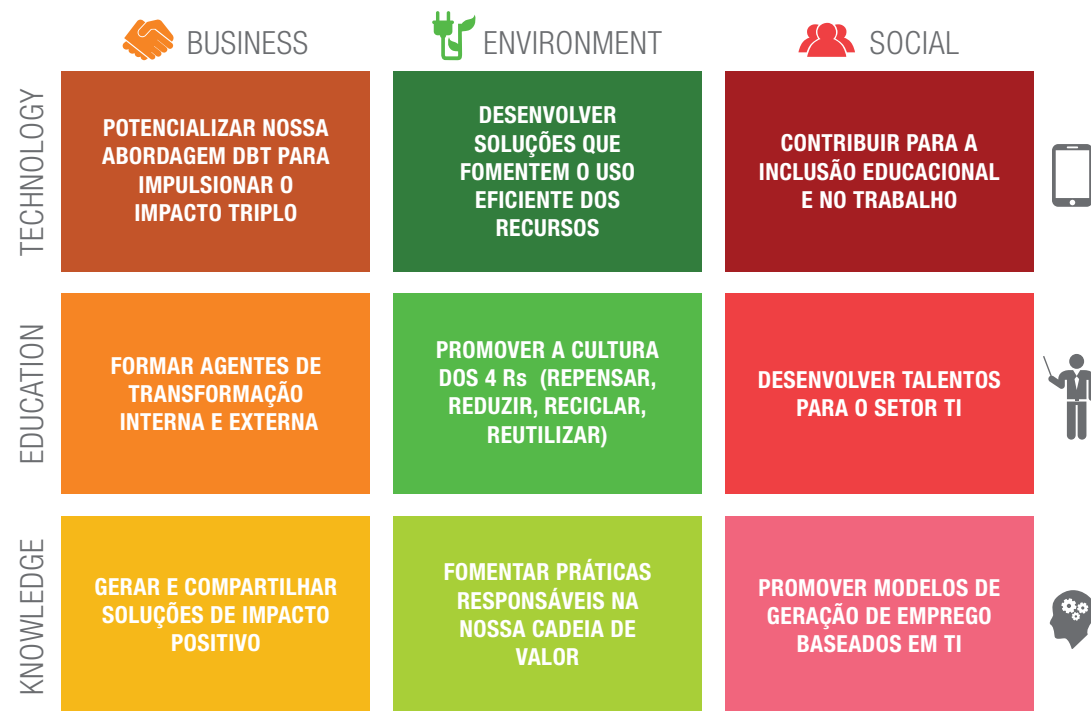 BUSINESS
ENVIRONMENT
SOCIAL
TECHNOLOGY
POTENCIALIZAR NOSSA
ABORDAGEM DBT PARA
IMPULSIONAR O
IMPACTO TRIPLO
DESENVOLVER
SOLUÇÕES QUE
FOMENTEM O USO
EFICIENTE DOS
RECURSOS
CONTRIBUIR PARA A
INCLUSÃO EDUCACIONAL
E NO TRABALHO
EDUCATION
FORMAR AGENTES DE
TRANSFORMAÇÃO
INTERNA E EXTERNA
PROMOVER A CULTURA
DOS 4 Rs (REPENSAR,
REDUZIR, RECICLAR,
REUTILIZAR)
DESENVOLVER TALENTOS
PARA O SETOR TI
KNOWLEDGE
GERAR E COMPARTILHAR
SOLUÇÕES DE IMPACTO
POSITIVO
FOMENTAR PRÁTICAS
RESPONSÁVEIS NA
NOSSA CADEIA DE
VALOR
PROMOVER MODELOS DE
GERAÇÃO DE EMPREGO
BASEADOS EM TI